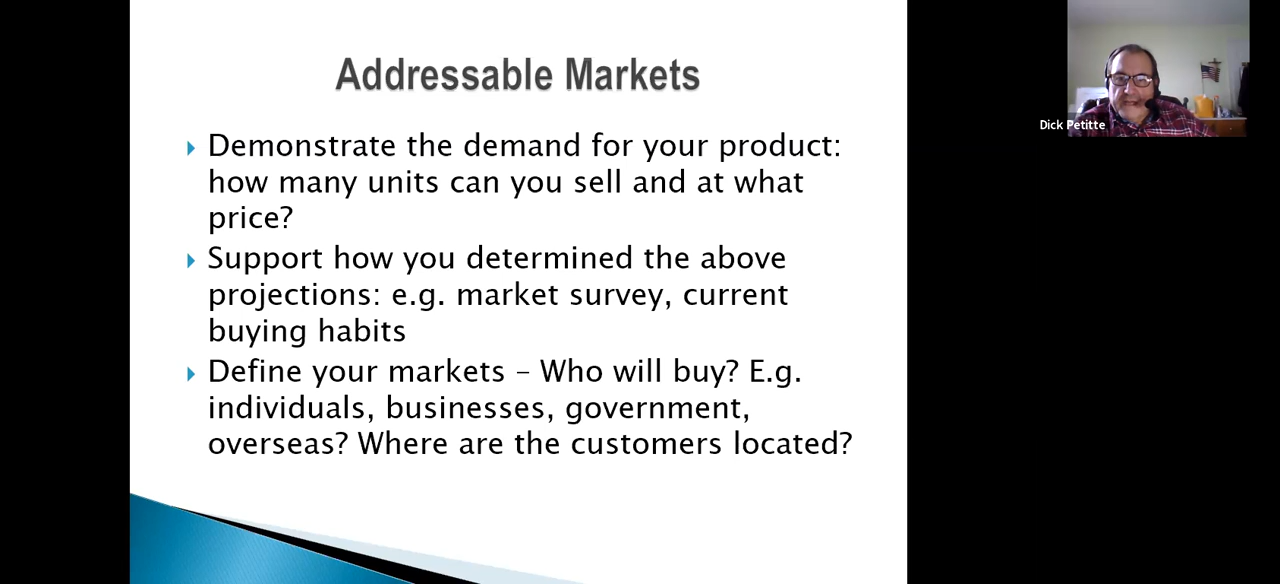 Addressable Markets
Demonstrate the demand for your product:
how many units can you sell and at what
price?
Support how you determined the above
projections: e.g. market survey, current
buying habits
Define your markets – Who will buy? E.g.
individuals, businesses, government,
overseas? Where are the customers located?
Dick Petitte